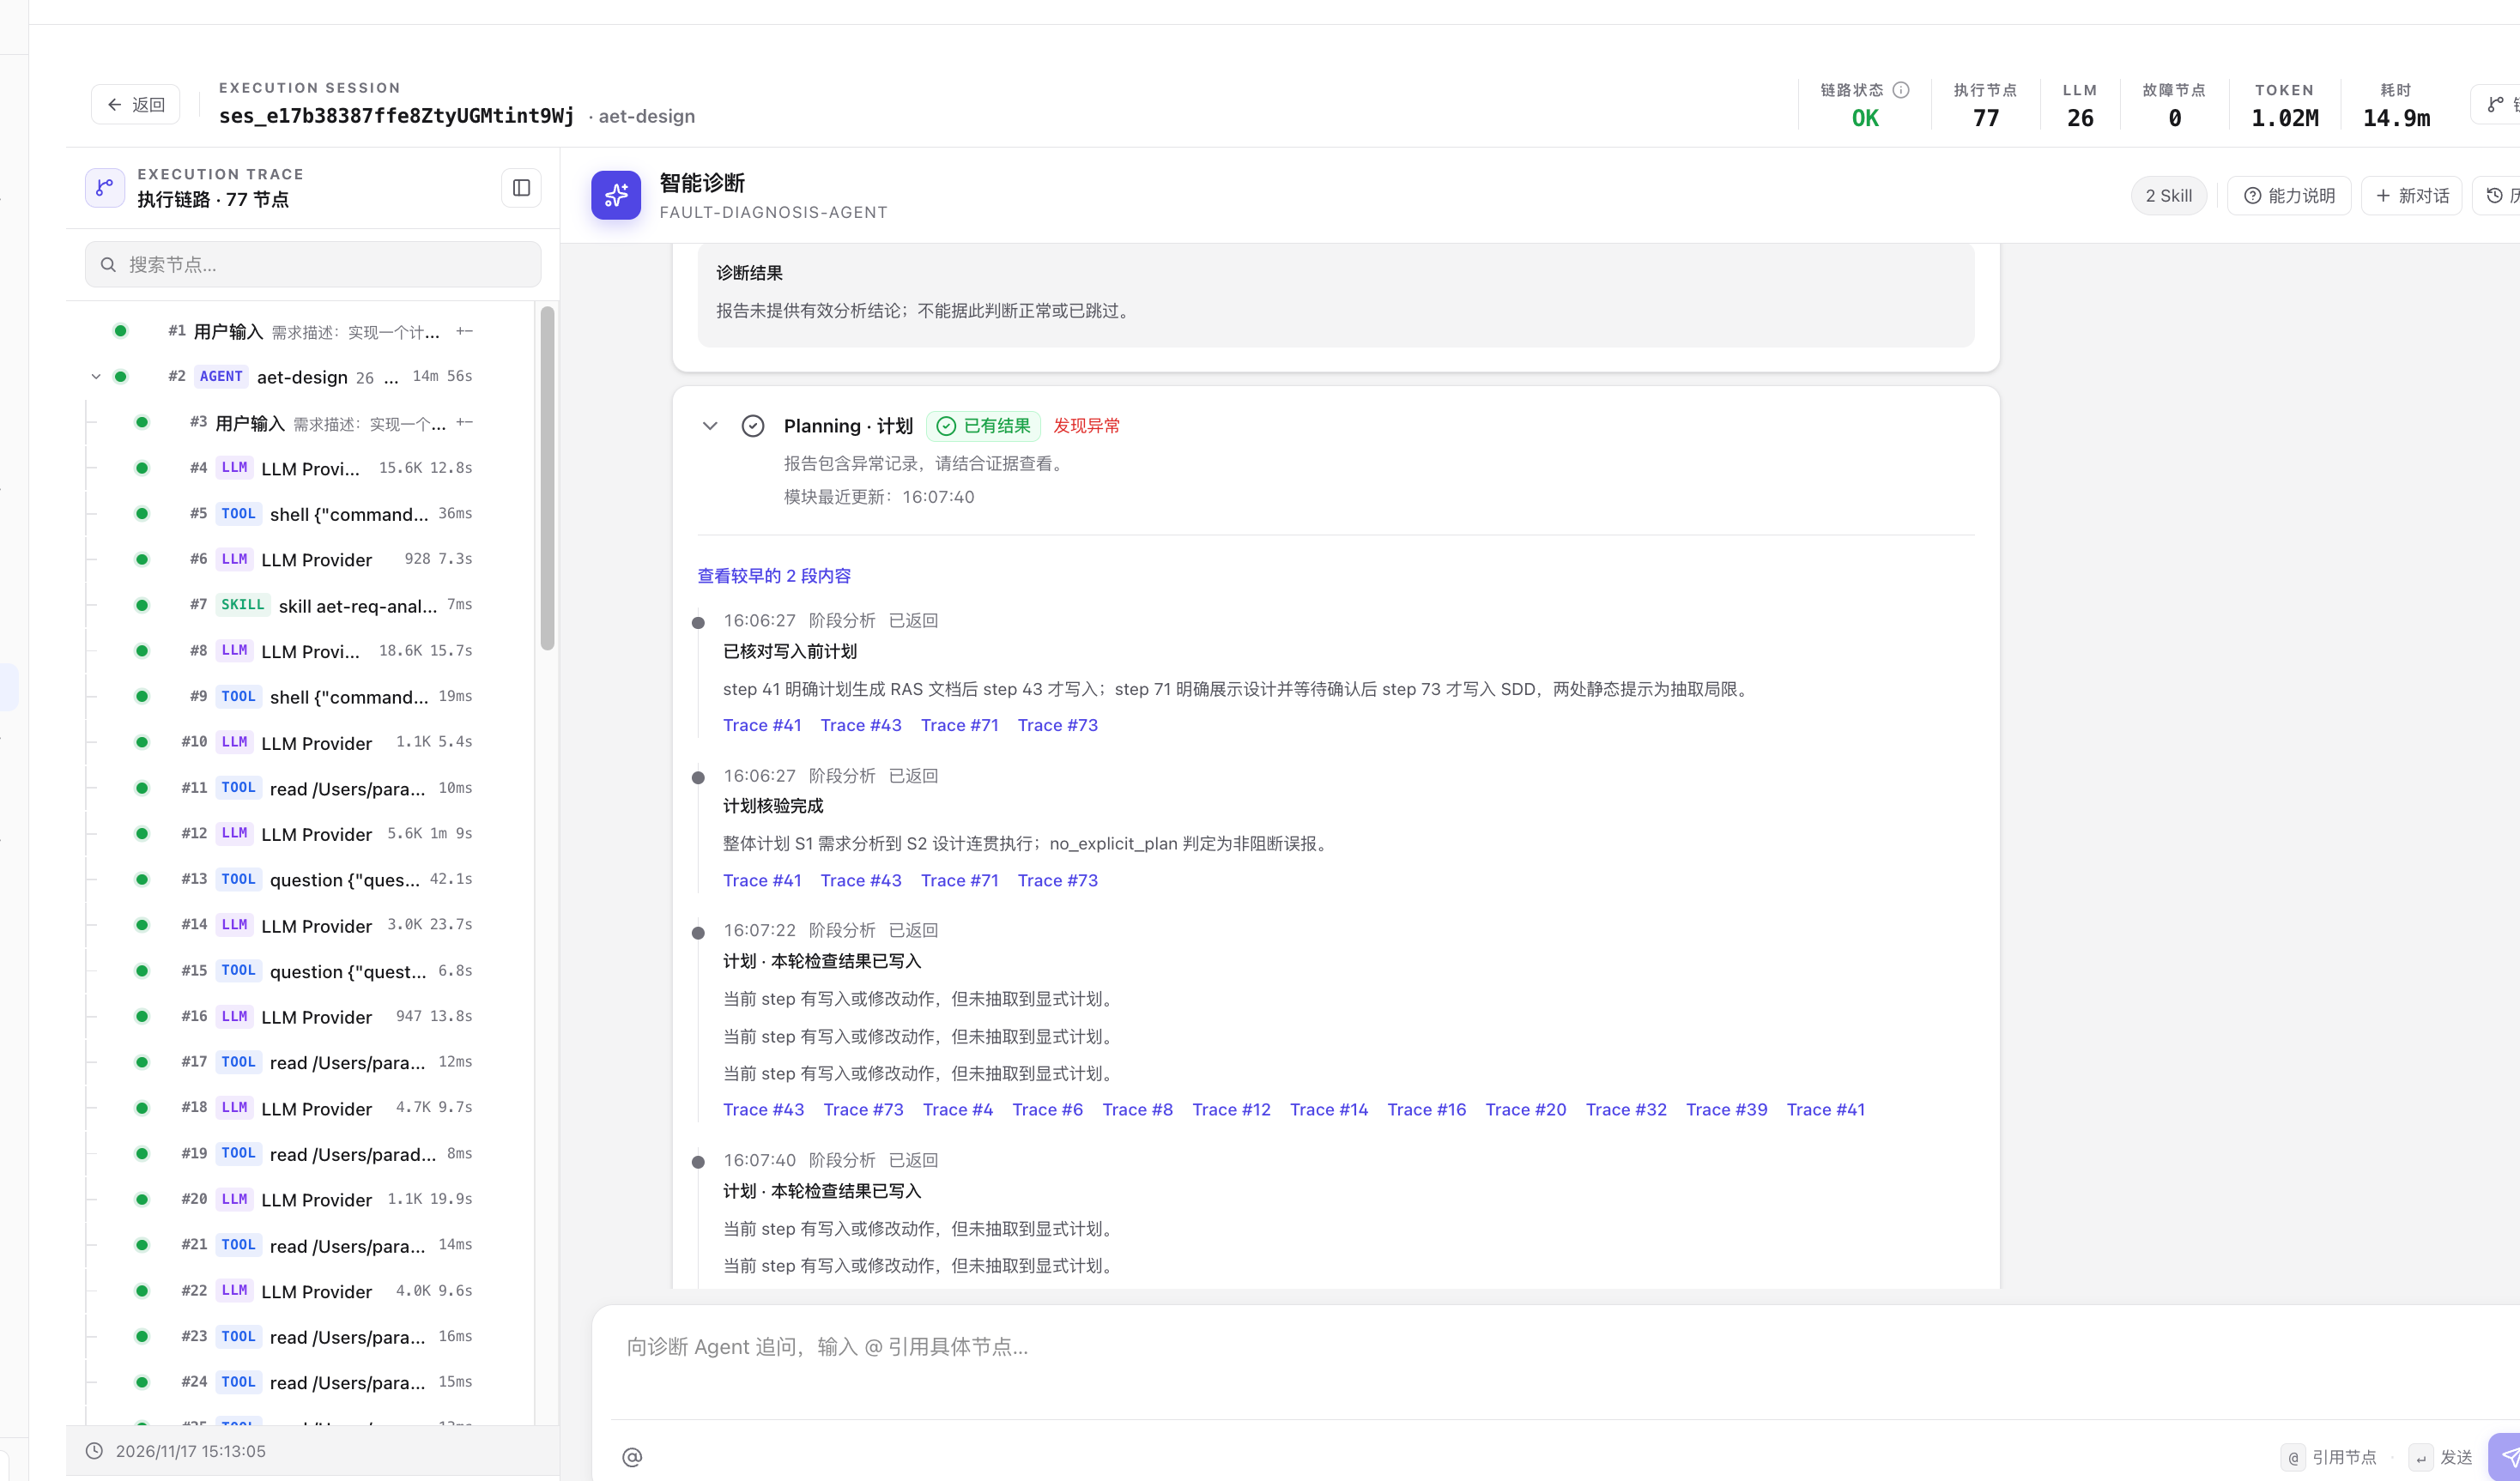 返回
EXECUTION SESSION
ses_e17b38387ffe8ZtyUGMtint9Wj · aet-design
链路状态
OK
执行节点
77
LLM
26
故障节点
0
TOKEN
1.02M
耗时
14.9m
EXECUTION TRACE
执行链路 · 77 节点
搜索节点...
#1 用户输入 需求描述：实现一个计... +−
#2 AGENT aet-design 26 ... 14m 56s
#3 用户输入 需求描述：实现一个... +−
#4 LLM LLM Provi... 15.6K 12.8s
#5 TOOL shell {"command... 36ms
#6 LLM LLM Provider 928 7.3s
#7 SKILL skill aet-req-anal... 7ms
#8 LLM LLM Provi... 18.6K 15.7s
#9 TOOL shell {"command... 19ms
#10 LLM LLM Provider 1.1K 5.4s
#11 TOOL read /Users/para... 10ms
#12 LLM LLM Provider 5.6K 1m 9s
#13 TOOL question {"ques... 42.1s
#14 LLM LLM Provider 3.0K 23.7s
#15 TOOL question {"quest... 6.8s
#16 LLM LLM Provider 947 13.8s
#17 TOOL read /Users/para... 12ms
#18 LLM LLM Provider 4.7K 9.7s
#19 TOOL read /Users/parad... 8ms
#20 LLM LLM Provider 1.1K 19.9s
#21 TOOL read /Users/para... 14ms
#22 LLM LLM Provider 4.0K 9.6s
#23 TOOL read /Users/para... 16ms
#24 TOOL read /Users/para... 15ms
2026/11/17 15:13:05
智能诊断
FAULT-DIAGNOSIS-AGENT
2 Skill
能力说明
新对话
诊断结果
报告未提供有效分析结论；不能据此判断正常或已跳过。
Planning · 计划 已有结果 发现异常
报告包含异常记录，请结合证据查看。
模块最近更新：16:07:40
查看较早的 2 段内容
16:06:27 阶段分析 已返回
已核对写入前计划
step 41 明确计划生成 RAS 文档后 step 43 才写入；step 71 明确展示设计并等待确认后 step 73 才写入 SDD，两处静态提示为抽取局限。
Trace #41 Trace #43 Trace #71 Trace #73
16:06:27 阶段分析 已返回
计划核验完成
整体计划 S1 需求分析到 S2 设计连贯执行；no_explicit_plan 判定为非阻断误报。
Trace #41 Trace #43 Trace #71 Trace #73
16:07:22 阶段分析 已返回
计划 · 本轮检查结果已写入
当前 step 有写入或修改动作，但未抽取到显式计划。
当前 step 有写入或修改动作，但未抽取到显式计划。
当前 step 有写入或修改动作，但未抽取到显式计划。
Trace #43 Trace #73 Trace #4 Trace #6 Trace #8 Trace #12 Trace #14 Trace #16 Trace #20 Trace #32 Trace #39 Trace #41
16:07:40 阶段分析 已返回
计划 · 本轮检查结果已写入
当前 step 有写入或修改动作，但未抽取到显式计划。
当前 step 有写入或修改动作，但未抽取到显式计划。
向诊断 Agent 追问，输入 @ 引用具体节点...
@
@ 引用节点 · ↵ 发送